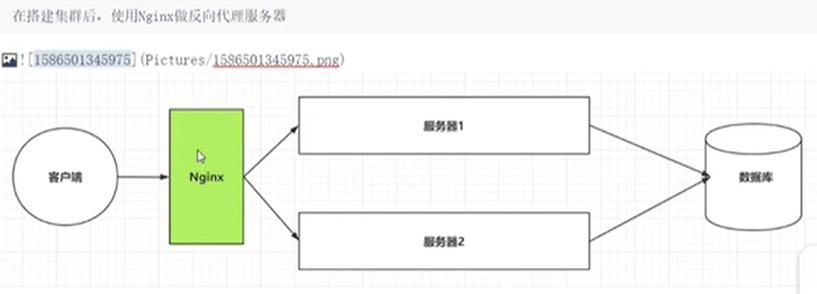 在搭建集群后，使用Nginx做反向代理服务器
![1586501345975](Pictures/1586501345975.png)
服务器1
客户端
Nginx
数据库
服务器2